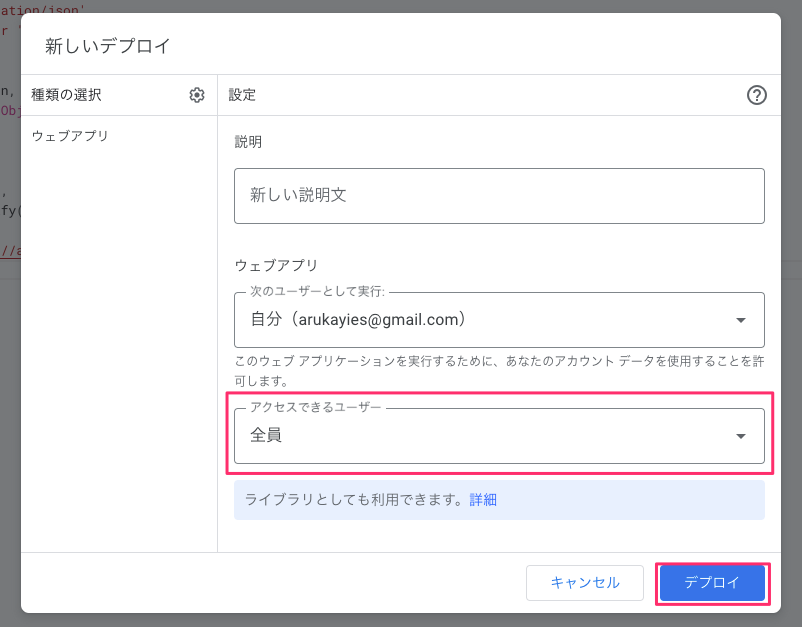 ation/json'
r '
新しいデプロイ
種類の選択
設定
ウェブアプリ
説明
新しい説明文
ウェブアプリ
次のユーザーとして実行:
自分（arukayies@gmail.com）
このウェブ アプリケーションを実行するために、あなたのアカウント データを使用することを許
可します。
アクセスできるユーザー
全員
ライブラリとしても利用できます。詳細
キャンセル
デプロイ
n,
Obj
,
fy(
//a